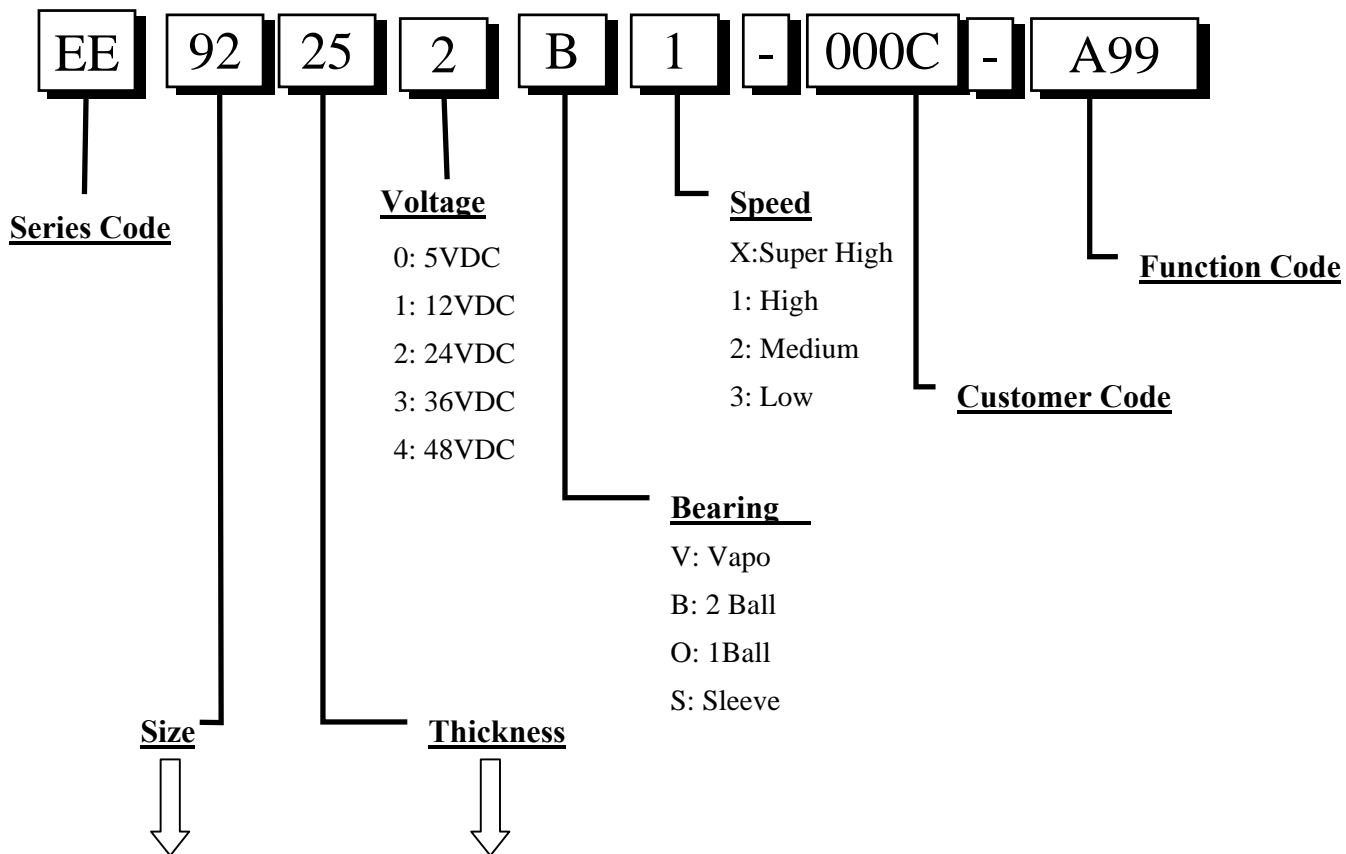 EE 92 25 2 B 1 - 000C - A99
Series Code
Voltage
0: 5VDC
1: 12VDC
2: 24VDC
3: 36VDC
4: 48VDC
Speed
X:Super High
1: High
2: Medium
3: Low
Function Code
Customer Code
Bearing
V: Vapo
B: 2 Ball
O: 1Ball
S: Sleeve
Size
Thickness